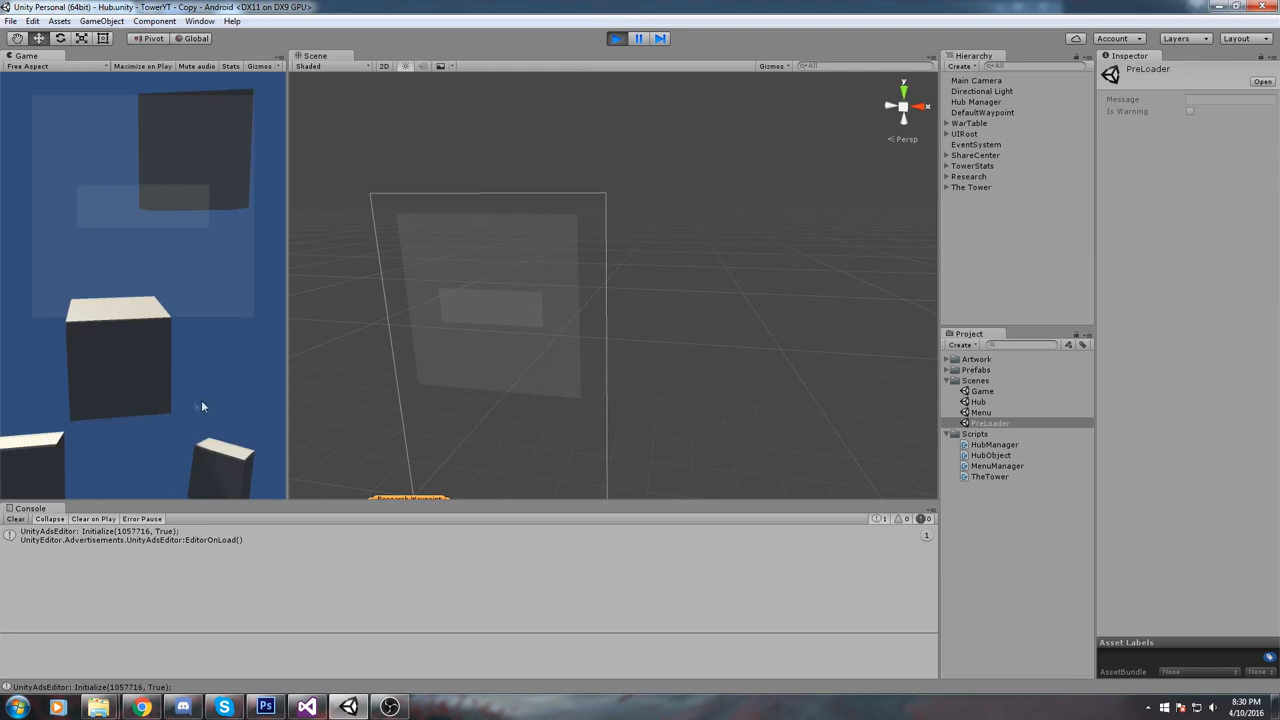 Unity Personal (64bit) - Hub.unity - TowerYT - Copy - Android <DX11 on DX9 GPU>
File Edit Assets GameObject Component Window Help
Pivot Global Account Layers Layout
Game Scene Hierarchy Inspector
Free Aspect Maximize on Play Mute audio Stats Gizmos Shaded 2D Gizmos All Create All
PreLoader Open
Main Camera
Directional Light
Hub Manager
DefaultWaypoint
WarTable
UIRoot
EventSystem
ShareCenter
TowerStats
Research
The Tower
Message
Is Warning
y
x
Persp
Project
Create
Artwork
Prefabs
Scenes
Game
Hub
Menu
PreLoader
Scripts
HubManager
HubObject
MenuManager
TheTower
Research Waypoint
Console
Clear Collapse Clear on Play Error Pause 1 0 0
UnityAdsEditor: Initialize(1057716, True);
UnityEditor.Advertisements.UnityAdsEditor:EditorOnLoad()
1
Asset Labels
AssetBundle None None
UnityAdsEditor: Initialize(1057716, True);
Ps
8:30 PM
4/10/2016